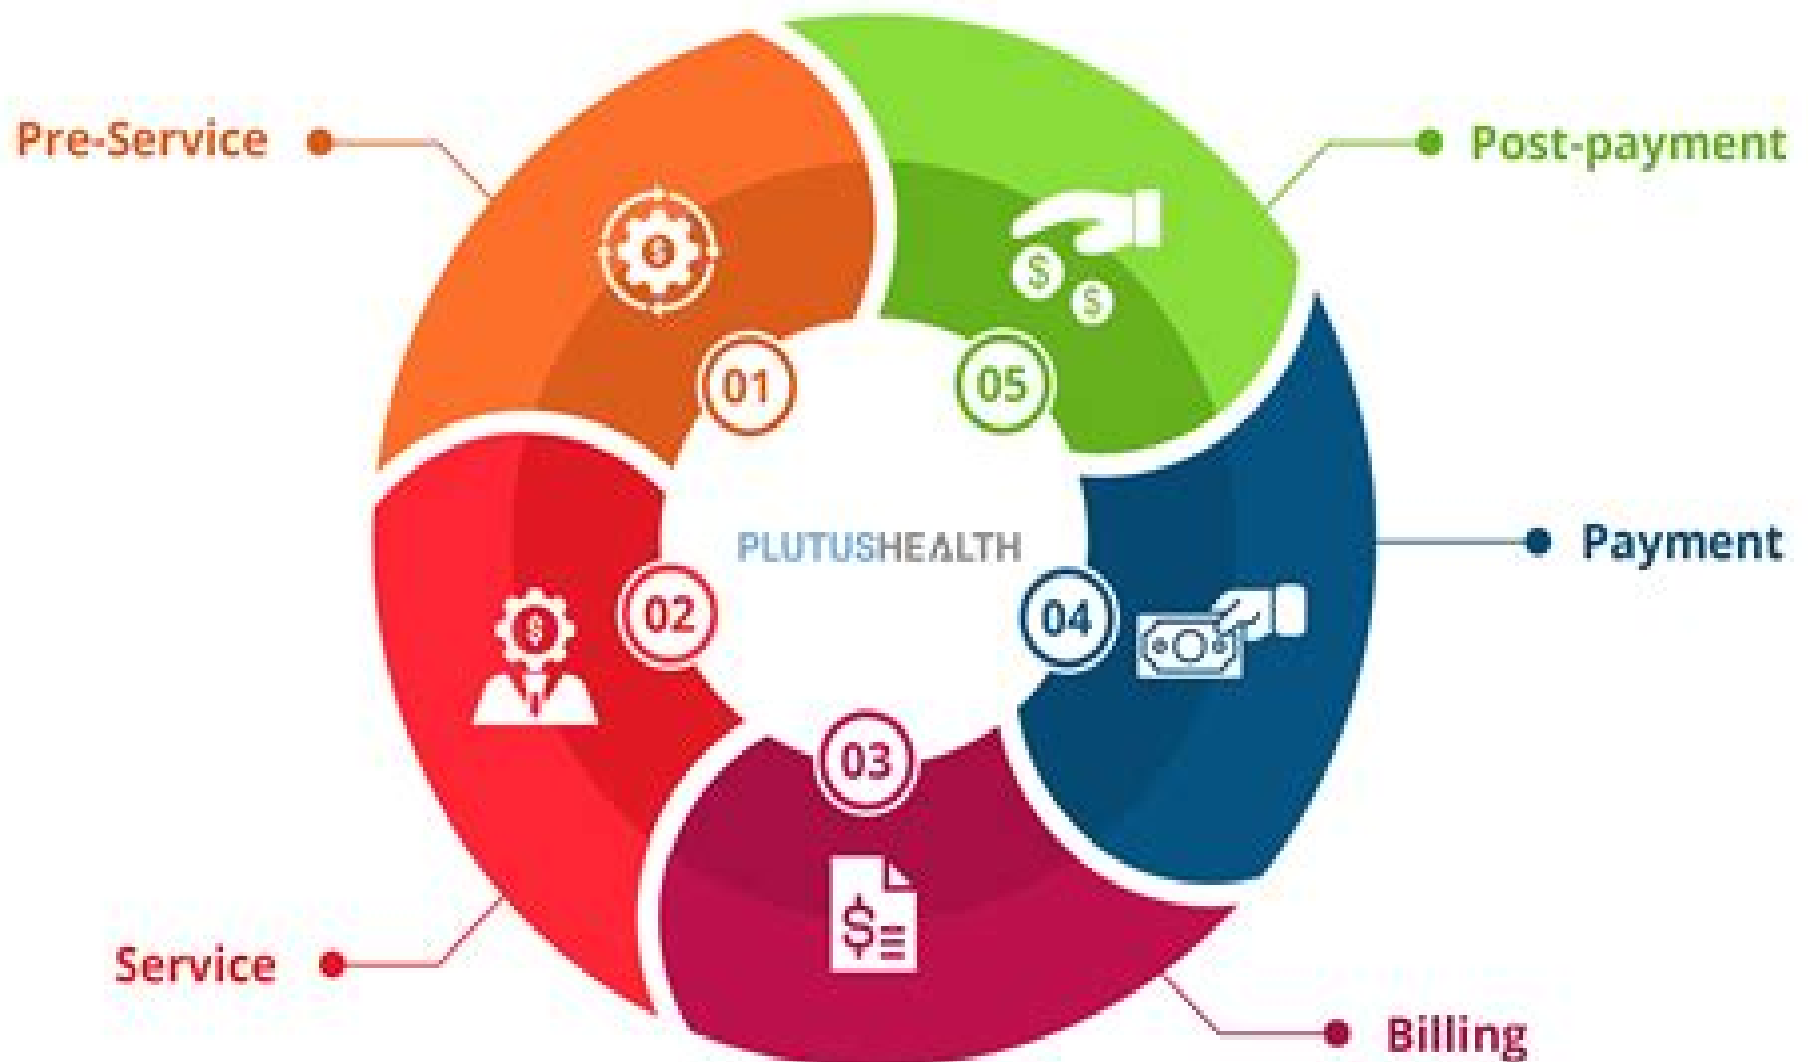 Pre-Service
01
Service
02
Billing
03
Payment
04
Post-payment
05
PLUTUSHEALTH
$
$
$
$
$